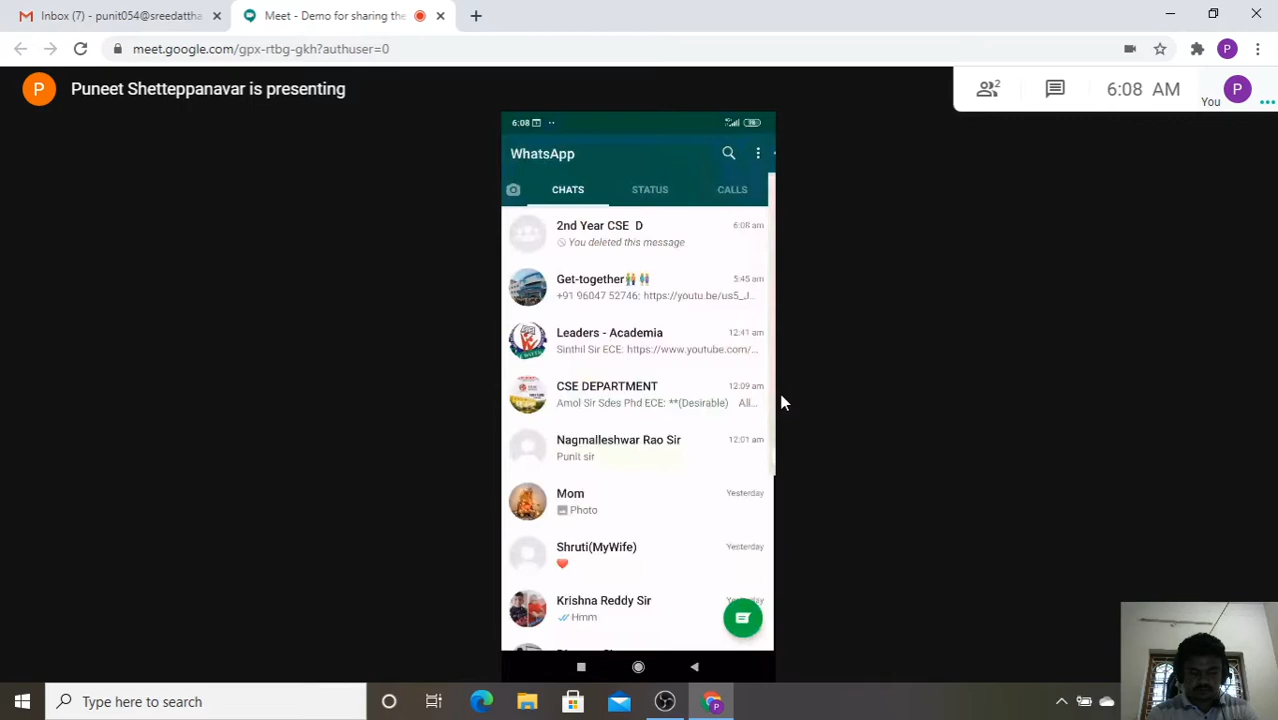 Inbox (7) - punit054@sreedattha
Meet - Demo for sharing the
meet.google.com/gpx-rtbg-gkh?authuser=0
P
P
Puneet Shetteppanavar is presenting
2
6:08 AM
P
You
6:08
WhatsApp
CHATS
STATUS
CALLS
2nd Year CSE D
6:08 am
You deleted this message
Get-together
5:45 am
+91 96047 52746: https://youtu.be/us5_J...
Leaders - Academia
12:41 am
Sinthil Sir ECE: https://www.youtube.com/...
CSE DEPARTMENT
12:09 am
Amol Sir Sdes Phd ECE: **(Desirable) All...
Nagmalleshwar Rao Sir
12:01 am
Punit sir
Mom
Yesterday
Photo
Shruti(MyWife)
Yesterday
Krishna Reddy Sir
Yesterday
Hmm
Type here to search